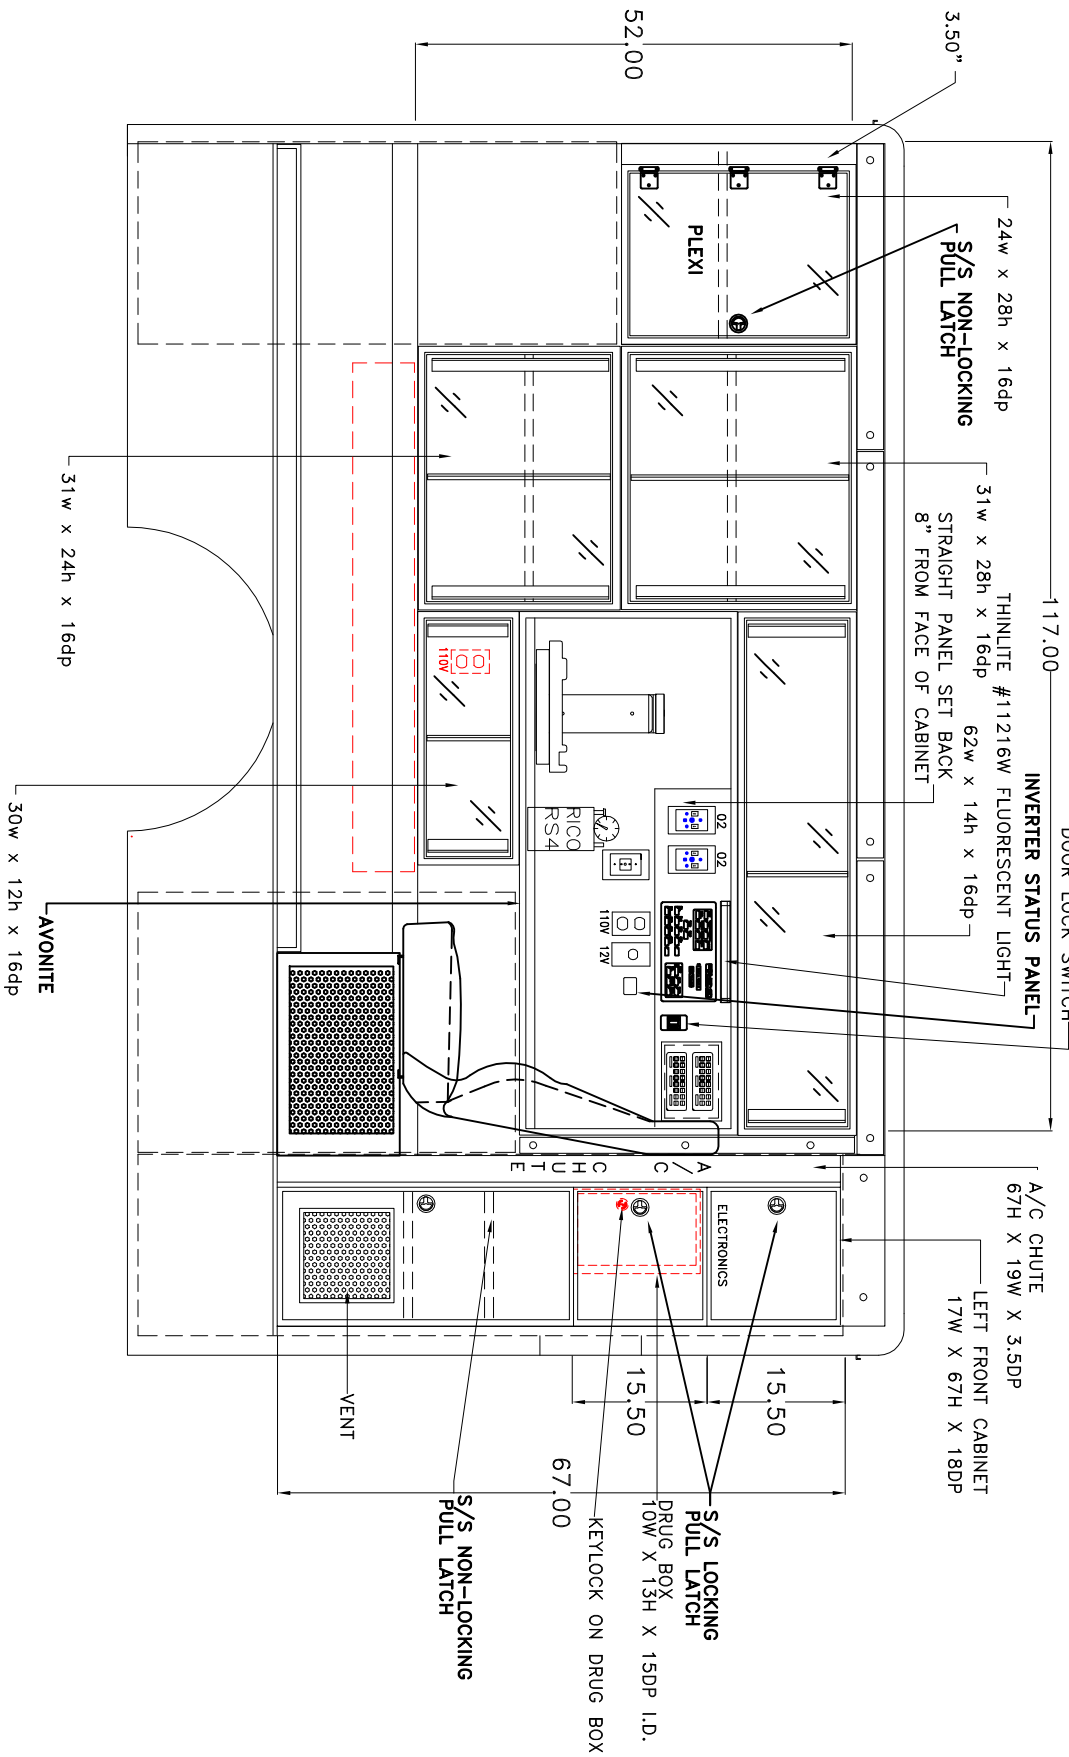 52.00
3.50"
24w x 28h x 16dp
S/S NON-LOCKING
PULL LATCH
PLEXI
117.00
31w x 28h x 16dp
STRAIGHT PANEL SET BACK
8" FROM FACE OF CABINET
THINLITE #11216W FLUORESCENT LIGHT
62w x 14h x 16dp
INVERTER STATUS PANEL
DOOR LOCK SWITCH
31w x 24h x 16dp
30w x 12h x 16dp
AVONITE
110V
RICO
RS4
O2
O2
110V
12V
A/C CHUTE
ELECTRONICS
A/C CHUTE
67H X 19W X 3.5DP
LEFT FRONT CABINET
17W X 67H X 18DP
15.50
15.50
67.00
VENT
S/S LOCKING
PULL LATCH
DRUG BOX
10W X 13H X 15DP I.D.
KEYLOCK ON DRUG BOX
S/S NON-LOCKING
PULL LATCH